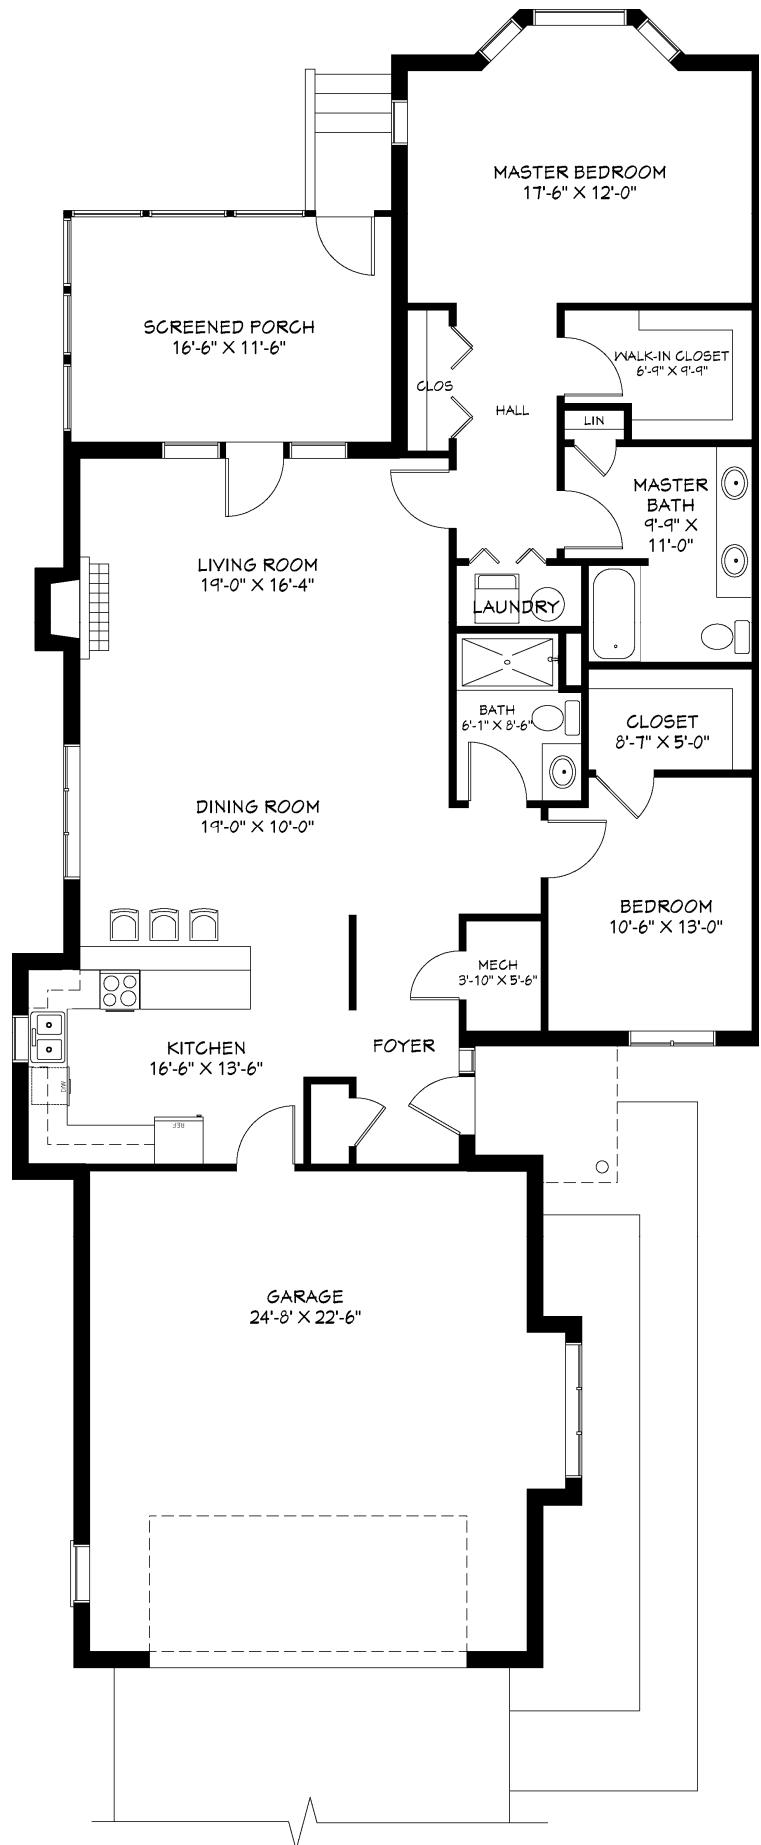 MASTER BEDROOM
17'-6" X 12'-0"
SCREENED PORCH
16'-6" X 11'-6"
WALK-IN CLOSET
6'-9" X 9'-9"
CLOS
HALL
LIN
MASTER
BATH
9'-9" X
11'-0"
LIVING ROOM
19'-0" X 16'-4"
LAUNDRY
BATH
6'-1" X 8'-6"
CLOSET
8'-7" X 5'-0"
DINING ROOM
19'-0" X 10'-0"
BEDROOM
10'-6" X 13'-0"
MECH
3'-10" X 5'-6"
KITCHEN
16'-6" X 13'-6"
FOYER
DW
REF
GARAGE
24'-8' X 22'-6"